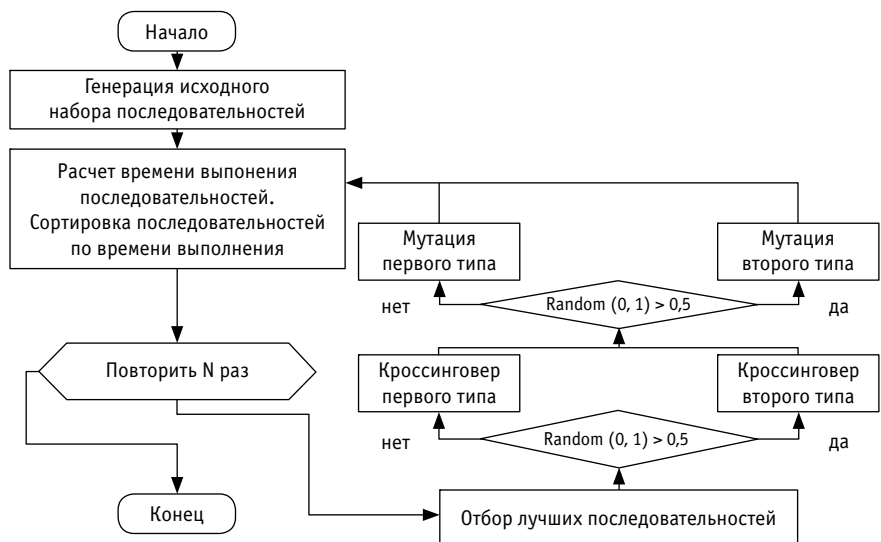 Начало
Генерация исходного
набора последовательностей
Расчет времени выпонения
последовательностей.
Сортировка последовательностей
по времени выполнения
Повторить N раз
Конец
Мутация
первого типа
Мутация
второго типа
нет
Random (0, 1) > 0,5
да
Кроссинговер
первого типа
Кроссинговер
второго типа
нет
Random (0, 1) > 0,5
да
Отбор лучших последовательностей